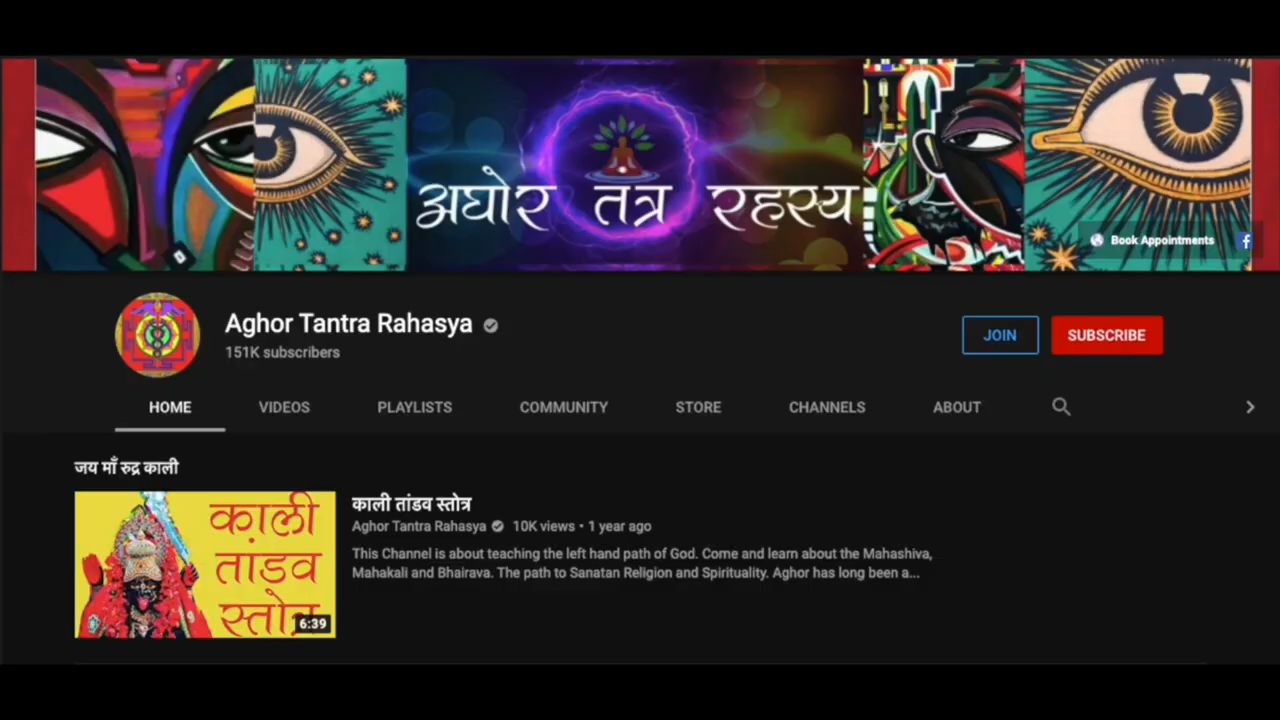 अघोर तत्र रहस्य
Book Appointments
Aghor Tantra Rahasya
151K subscribers
JOIN
SUBSCRIBE
HOME VIDEOS PLAYLISTS COMMUNITY STORE CHANNELS ABOUT
जय माँ रुद्र काली
काली
तांडव
स्तोत्र
6:39
काली तांडव स्तोत्र
Aghor Tantra Rahasya 10K views • 1 year ago
This Channel is about teaching the left hand path of God. Come and learn about the Mahashiva,
Mahakali and Bhairava. The path to Sanatan Religion and Spirituality. Aghor has long been a...